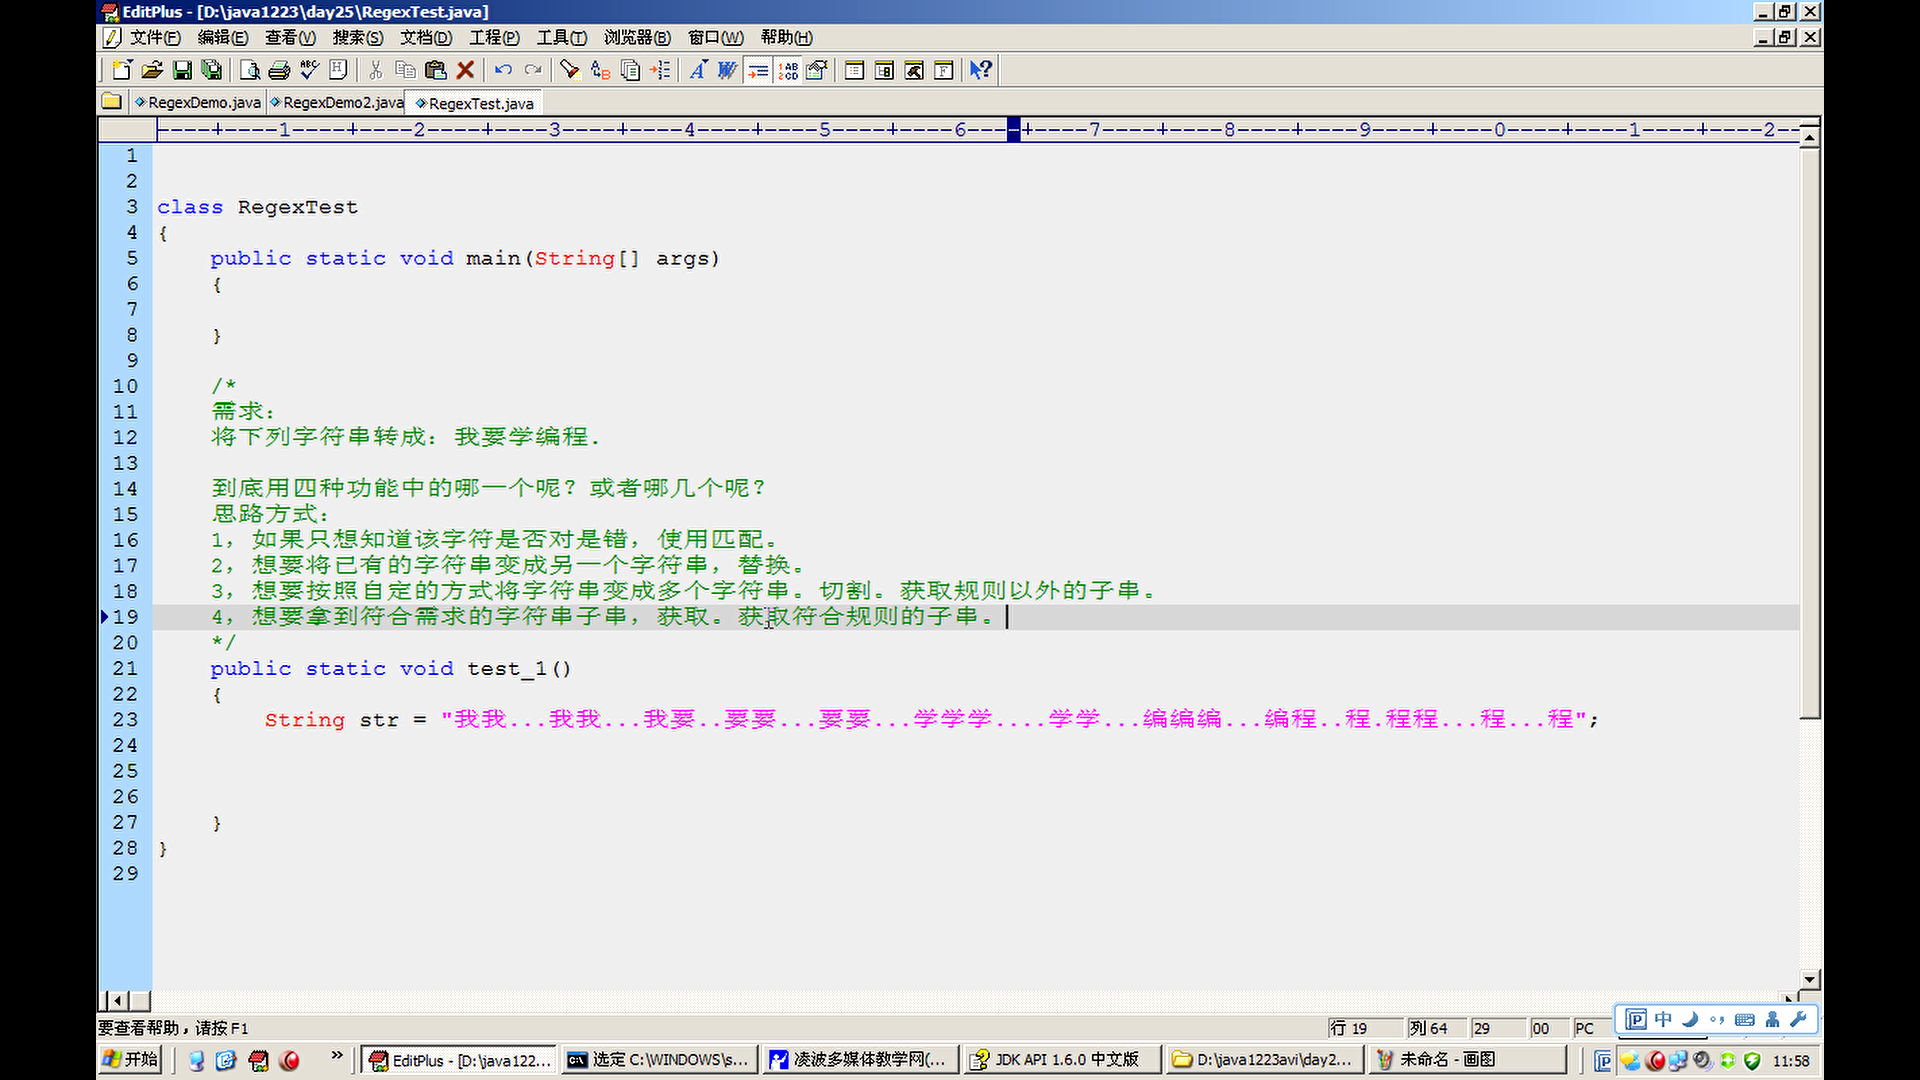 EditPlus - [D:\java1223\day25\RegexTest.java]
文件(F) 编辑(E) 查看(V) 搜索(S) 文档(D) 工程(P) 工具(T) 浏览器(B) 窗口(W) 帮助(H)
RegexDemo.java RegexDemo2.java RegexTest.java
----+----1----+----2----+----3----+----4----+----5----+----6----+----7----+----8----+----9----+----0----+----1----+----2--
1
2
3 class RegexTest
4 {
5 public static void main(String[] args)
6 {
7
8 }
9
10 /*
11 需求：
12 将下列字符串转成：我要学编程.
13
14 到底用四种功能中的哪一个呢？或者哪几个呢？
15 思路方式：
16 1，如果只想知道该字符是否对是错，使用匹配。
17 2，想要将已有的字符串变成另一个字符串，替换。
18 3，想要按照自定的方式将字符串变成多个字符串。切割。获取规则以外的子串。
19 4，想要拿到符合需求的字符串子串，获取。获取符合规则的子串。
20 */
21 public static void test_1()
22 {
23 String str = "我我...我我...我要..要要...要要...学学学....学学...编编编...编程..程.程程...程...程";
24
25
26
27 }
28 }
29
要查看帮助，请按 F1 行 19 列 64 29 00 PC 中
开始 » EditPlus - [D:\java122... 选定 C:\WINDOWS\s... 凌波多媒体教学网(... JDK API 1.6.0 中文版 D:\java1223avi\day2... 未命名 - 画图 11:58